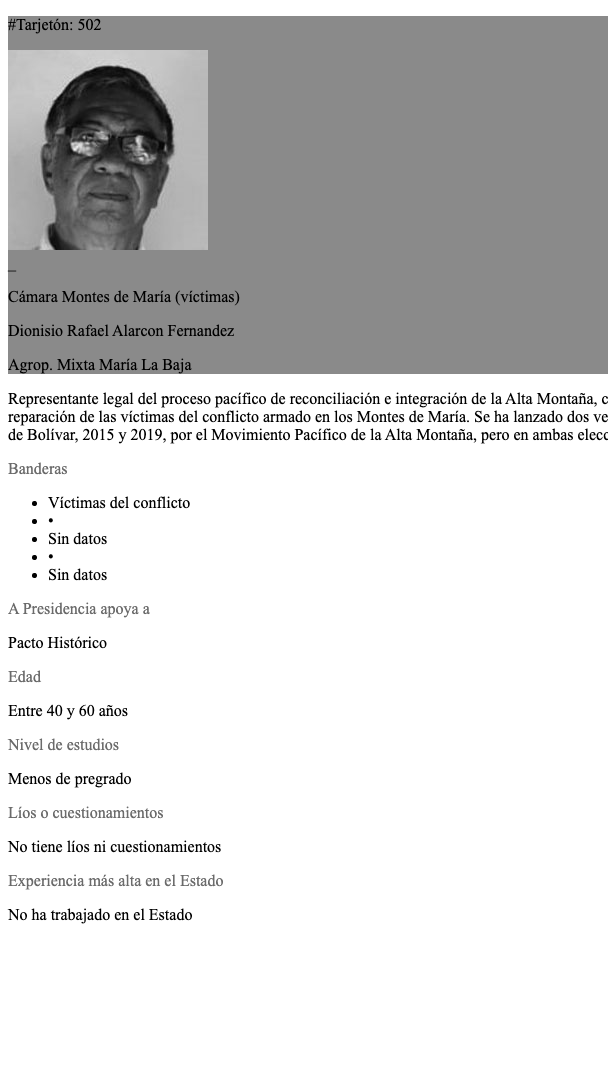 #Tarjetón: 502
_
Cámara Montes de María (víctimas)
Dionisio Rafael Alarcon Fernandez
Agrop. Mixta María La Baja
Representante legal del proceso pacífico de reconciliación e integración de la Alta Montaña, c
reparación de las víctimas del conflicto armado en los Montes de María. Se ha lanzado dos ve
de Bolívar, 2015 y 2019, por el Movimiento Pacífico de la Alta Montaña, pero en ambas elecc
Banderas
• Víctimas del conflicto
• •
• Sin datos
• •
• Sin datos
A Presidencia apoya a
Pacto Histórico
Edad
Entre 40 y 60 años
Nivel de estudios
Menos de pregrado
Líos o cuestionamientos
No tiene líos ni cuestionamientos
Experiencia más alta en el Estado
No ha trabajado en el Estado